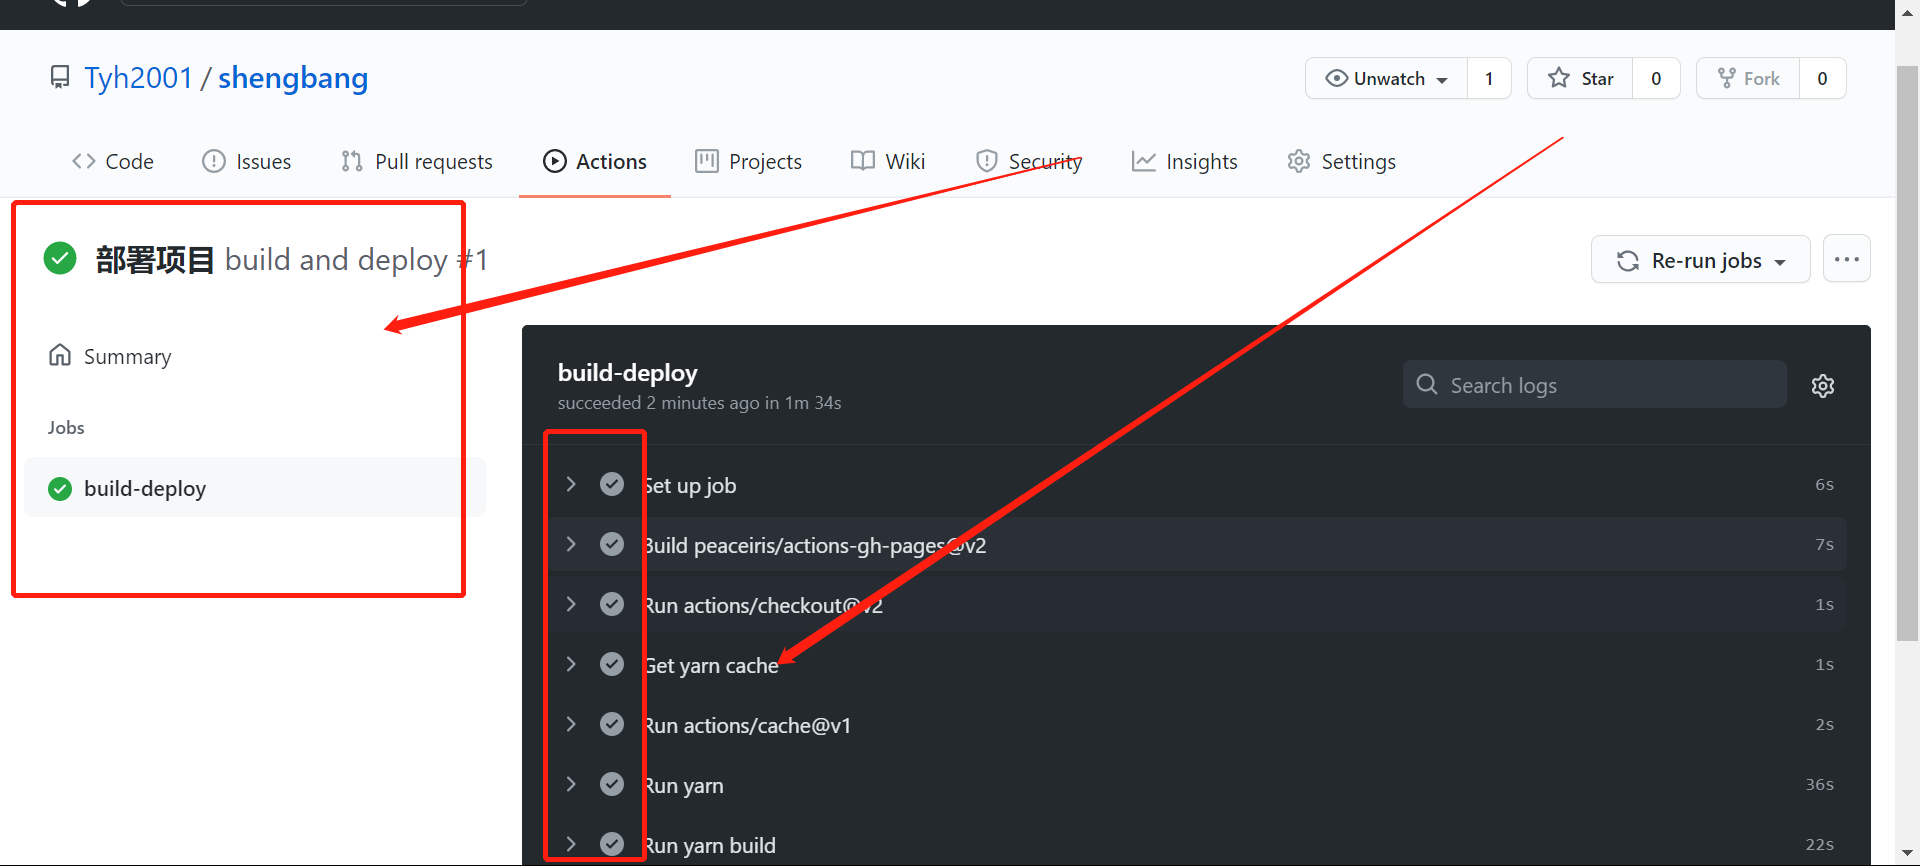 Tyh2001 / shengbang
Unwatch 1
Star 0
Fork 0
Code
Issues
Pull requests
Actions
Projects
Wiki
Security
Insights
Settings
部署项目 build and deploy #1
Re-run jobs
Summary
Jobs
build-deploy
build-deploy
succeeded 2 minutes ago in 1m 34s
Search logs
Set up job 6s
Build peaceiris/actions-gh-pages@v2 7s
Run actions/checkout@v2 1s
Get yarn cache 1s
Run actions/cache@v1 2s
Run yarn 36s
Run yarn build 22s